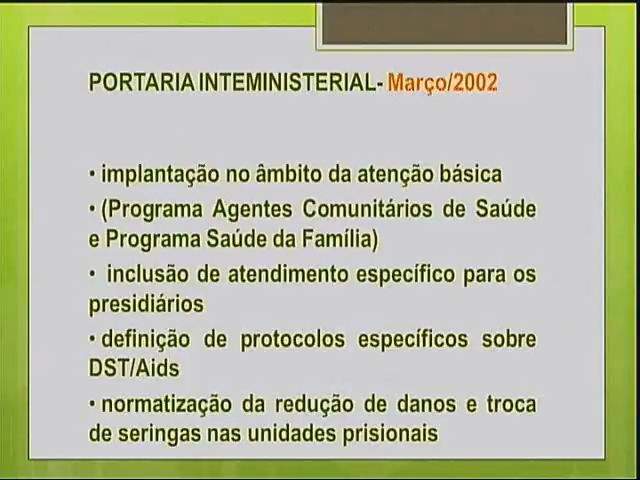 PORTARIA INTEMINISTERIAL- Março/2002
• implantação no âmbito da atenção básica
• (Programa Agentes Comunitários de Saúde
e Programa Saúde da Família)
• inclusão de atendimento específico para os
presidiários
• definição de protocolos específicos sobre
DST/Aids
• normatização da redução de danos e troca
de seringas nas unidades prisionais